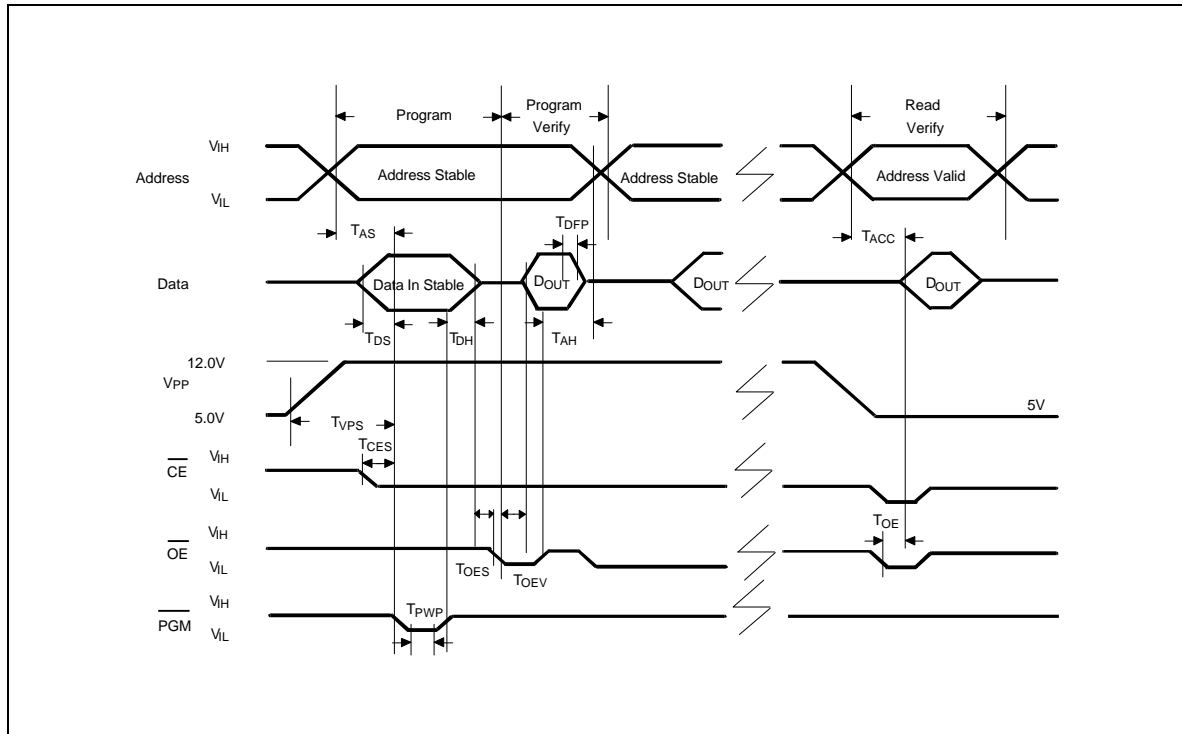 Program
Program
Verify
Read
Verify
VIH
Address
VIL
Address Stable
Address Stable
Address Valid
TAS
TDFP
TACC
Data
Data In Stable
DOUT
DOUT
DOUT
TDS
TDH
TAH
12.0V
VPP
5.0V
5V
TVPS
TCES
VIH
CE
VIL
VIH
OE
VIL
TOES
TOEV
TOE
VIH
PGM
VIL
TPWP